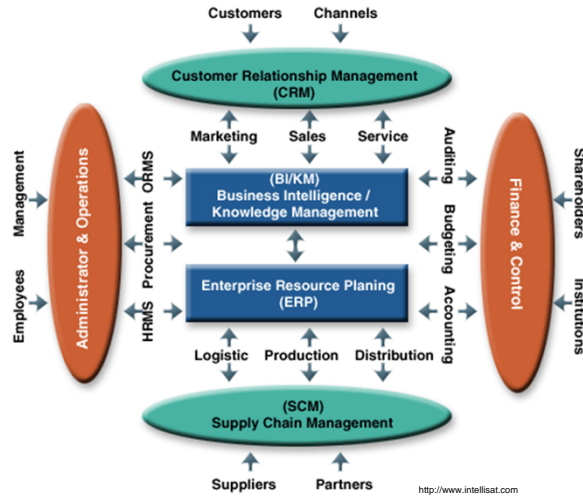 Customers Channels
Customer Relationship Management
(CRM)
Marketing Sales Service
Management
Employees
Administrator & Operations
ORMS
Procurement
HRMS
(BI/KM)
Business Intelligence /
Knowledge Management
Enterprise Resource Planing
(ERP)
Auditing
Budgeting
Accounting
Finance & Control
Shareholders
Institutions
Logistic Production Distribution
(SCM)
Supply Chain Management
Suppliers Partners
http://www.intellisat.com